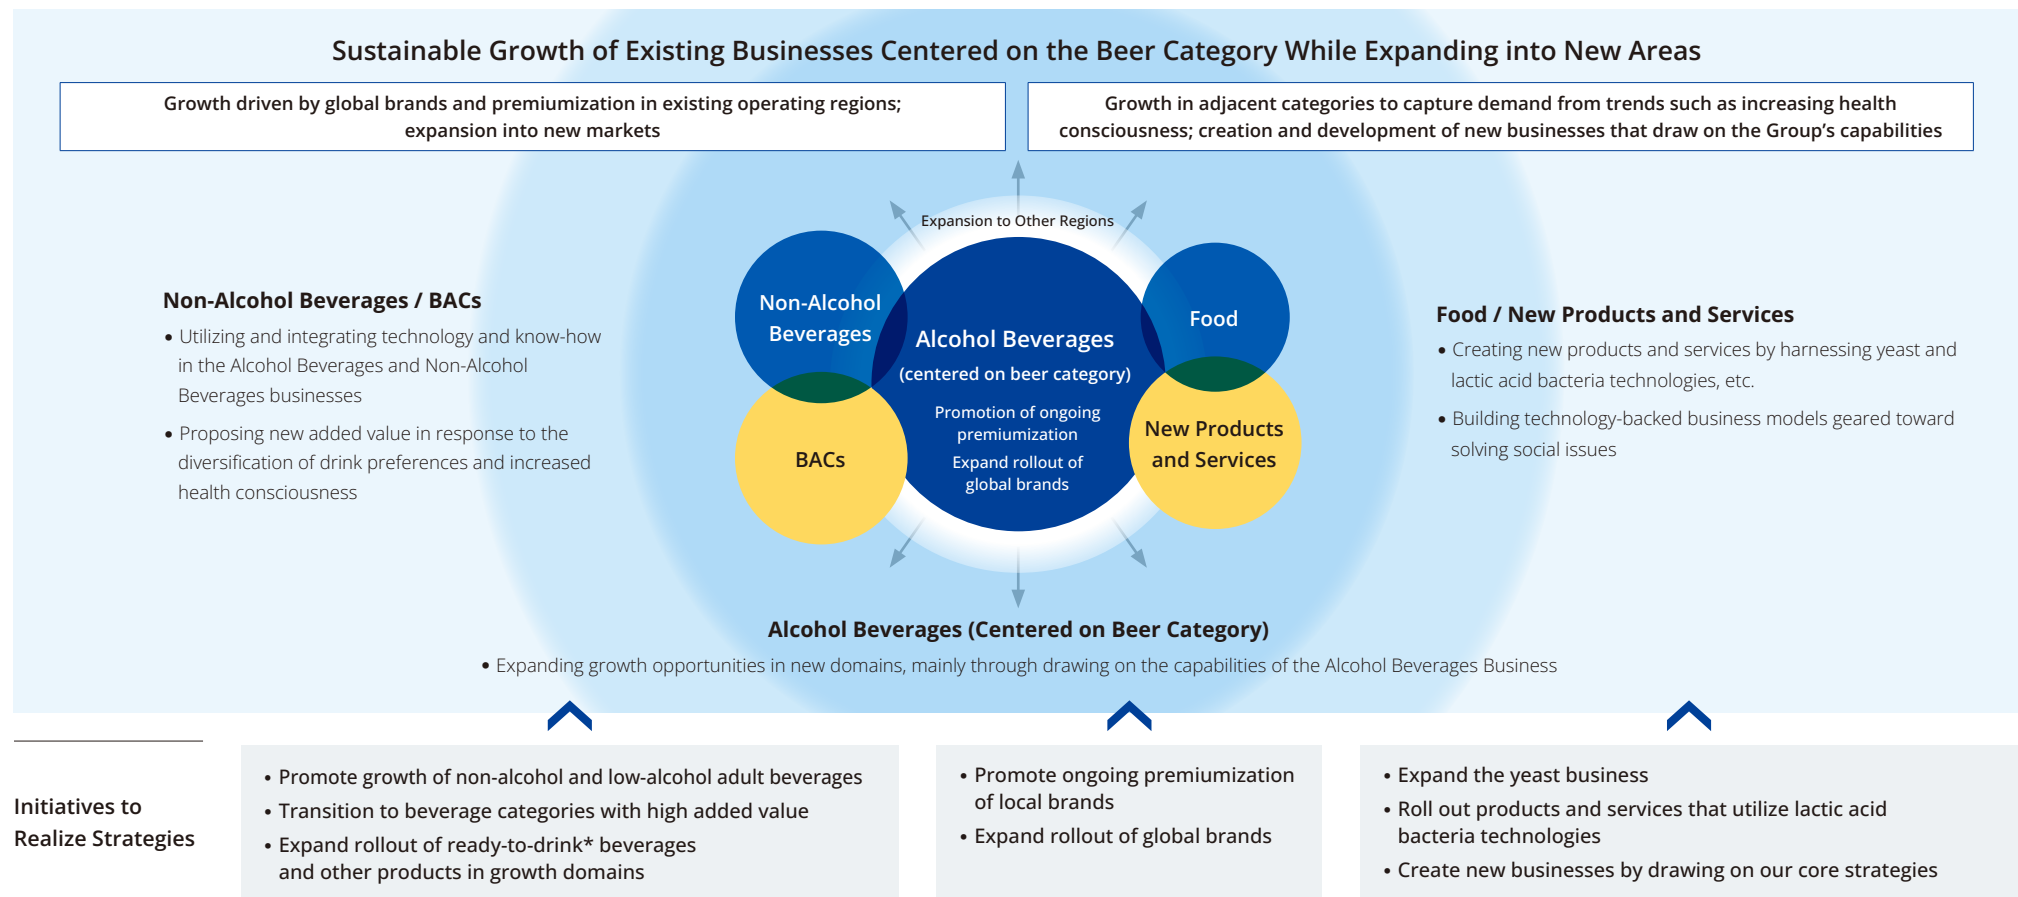 Sustainable Growth of Existing Businesses Centered on the Beer Category While Expanding into New Areas
Growth driven by global brands and premiumization in existing operating regions;
expansion into new markets
Growth in adjacent categories to capture demand from trends such as increasing health
consciousness; creation and development of new businesses that draw on the Group’s capabilities
Expansion to Other Regions
Non-Alcohol Beverages / BACs
• Utilizing and integrating technology and know-how
in the Alcohol Beverages and Non-Alcohol
Beverages businesses
• Proposing new added value in response to the
diversification of drink preferences and increased
health consciousness
Non-Alcohol
Beverages
BACs
Alcohol Beverages
(centered on beer category)
Promotion of ongoing
premiumization
Expand rollout of
global brands
Food
New Products
and Services
Food / New Products and Services
• Creating new products and services by harnessing yeast and
lactic acid bacteria technologies, etc.
• Building technology-backed business models geared toward
solving social issues
Alcohol Beverages (Centered on Beer Category)
• Expanding growth opportunities in new domains, mainly through drawing on the capabilities of the Alcohol Beverages Business
Initiatives to
Realize Strategies
• Promote growth of non-alcohol and low-alcohol adult beverages
• Transition to beverage categories with high added value
• Expand rollout of ready-to-drink* beverages
and other products in growth domains
• Promote ongoing premiumization
of local brands
• Expand rollout of global brands
• Expand the yeast business
• Roll out products and services that utilize lactic acid
bacteria technologies
• Create new businesses by drawing on our core strategies